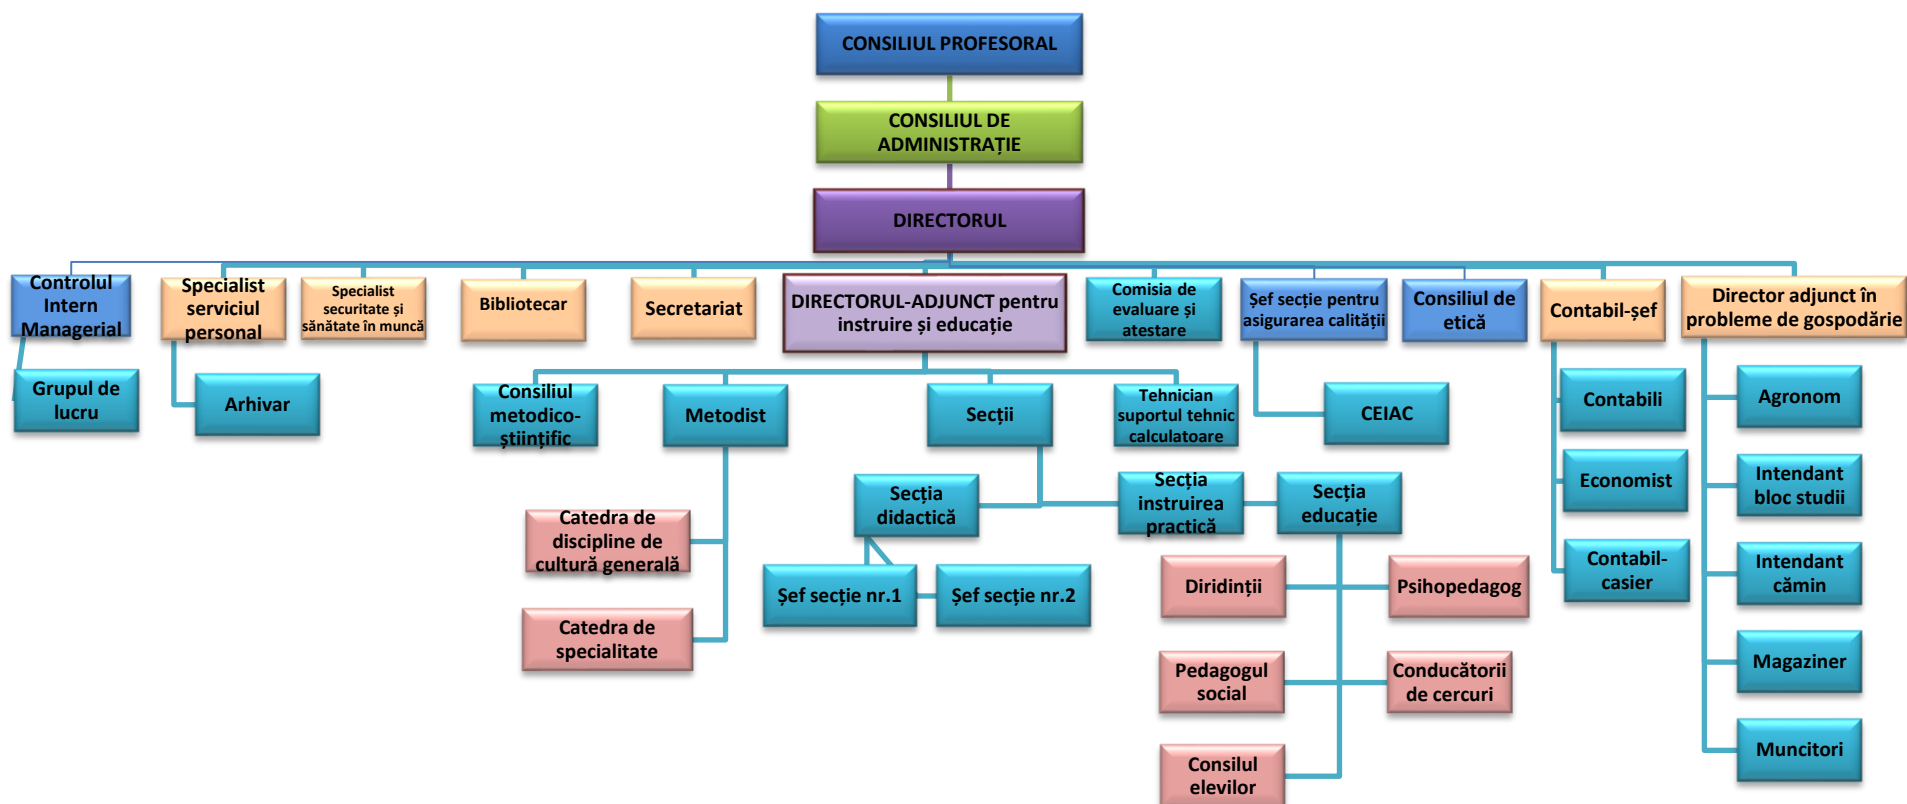 CONSILIUL PROFESORAL
CONSILIUL DE
ADMINISTRAȚIE
DIRECTORUL
Controlul
Intern
Managerial
Specialist
serviciul
personal
Specialist
securitate și
sănătate în muncă
Bibliotecar
Secretariat
DIRECTORUL-ADJUNCT pentru
instruire și educație
Comisia de
evaluare și
atestare
Șef secție pentru
asigurarea calității
Consiliul de
etică
Contabil-șef
Director adjunct în
probleme de gospodărie
Grupul de
lucru
Arhivar
Consiliul
metodico-
științific
Metodist
Secții
Tehnician
suportul tehnic
calculatoare
CEIAC
Contabili
Agronom
Secția
didactică
Secția
instruirea
practică
Secția
educație
Economist
Intendant
bloc studii
Catedra de
discipline de
cultură generală
Șef secție nr.1
Șef secție nr.2
Diridinții
Psihopedagog
Contabil-
casier
Intendant
cămin
Catedra de
specialitate
Pedagogul
social
Conducătorii
de cercuri
Magaziner
Consilul
elevilor
Muncitori